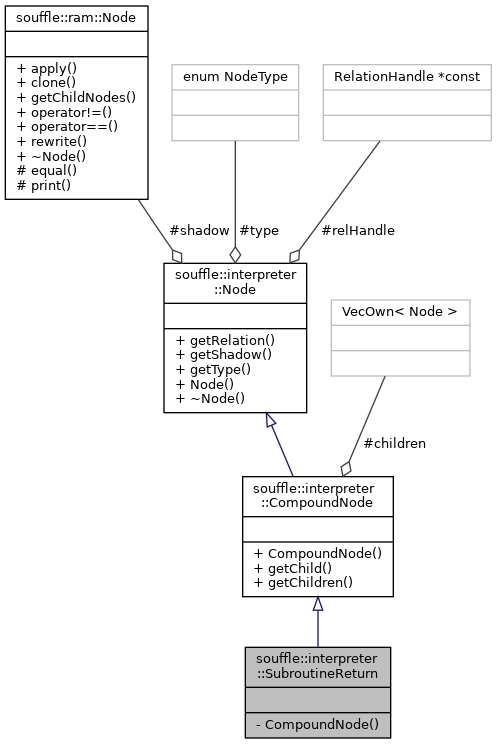 souffle::ram::Node
+ apply()
+ clone()
+ getChildNodes()
+ operator!=()
+ operator==()
+ rewrite()
+ ~Node()
# equal()
# print()
enum NodeType
RelationHandle *const
#shadow
#type
#relHandle
souffle::interpreter
::Node
+ getRelation()
+ getShadow()
+ getType()
+ Node()
+ ~Node()
VecOwn< Node >
#children
souffle::interpreter
::CompoundNode
+ CompoundNode()
+ getChild()
+ getChildren()
souffle::interpreter
::SubroutineReturn
- CompoundNode()